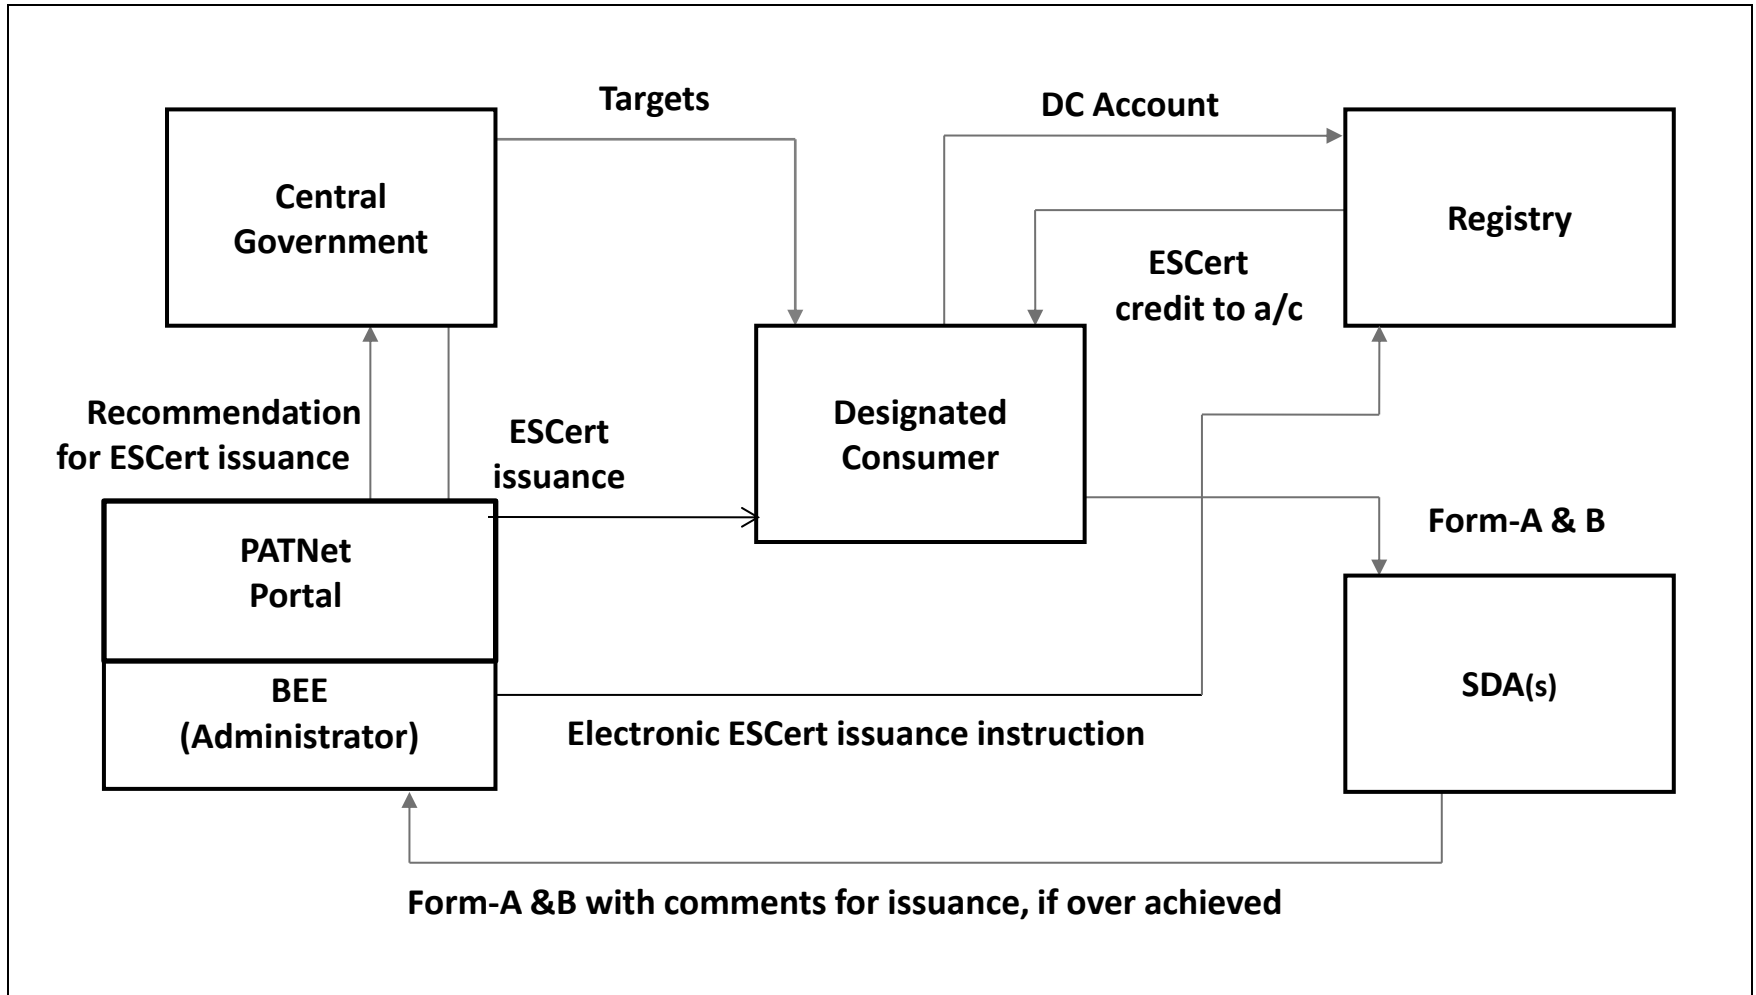 Targets
DC Account
Central
Government
Registry
ESCert
credit to a/c
Recommendation
for ESCert issuance
ESCert
issuance
Designated
Consumer
Form-A & B
PATNet
Portal
BEE
(Administrator)
SDA(s)
Electronic ESCert issuance instruction
Form-A &B with comments for issuance, if over achieved